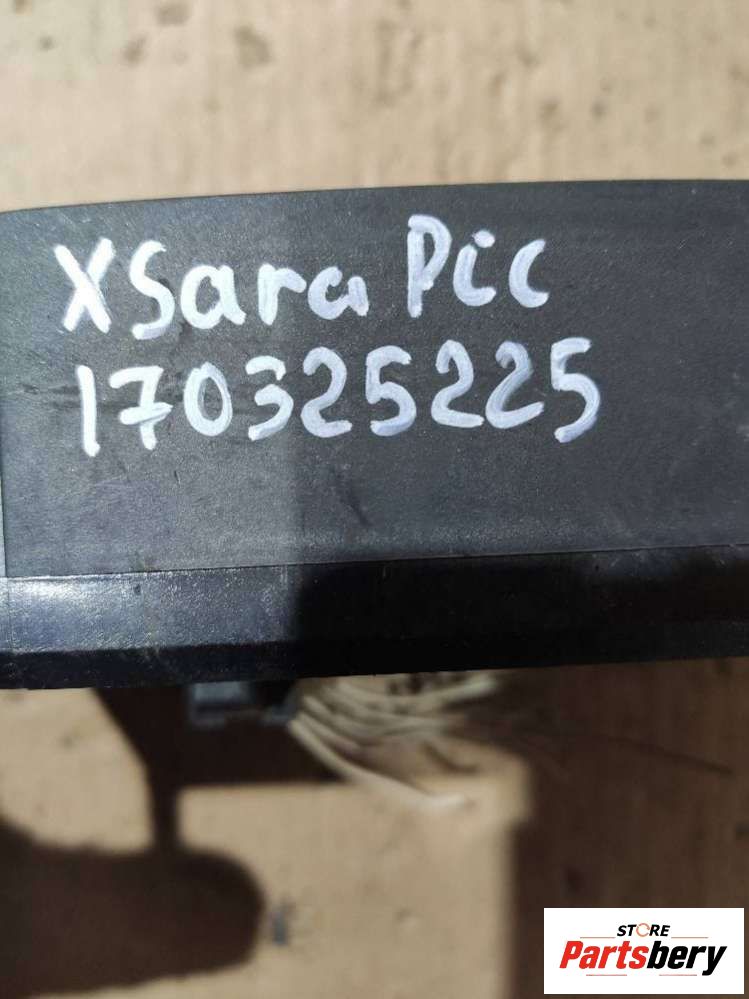 XSara Pic
170325225
STORE
Partsbery